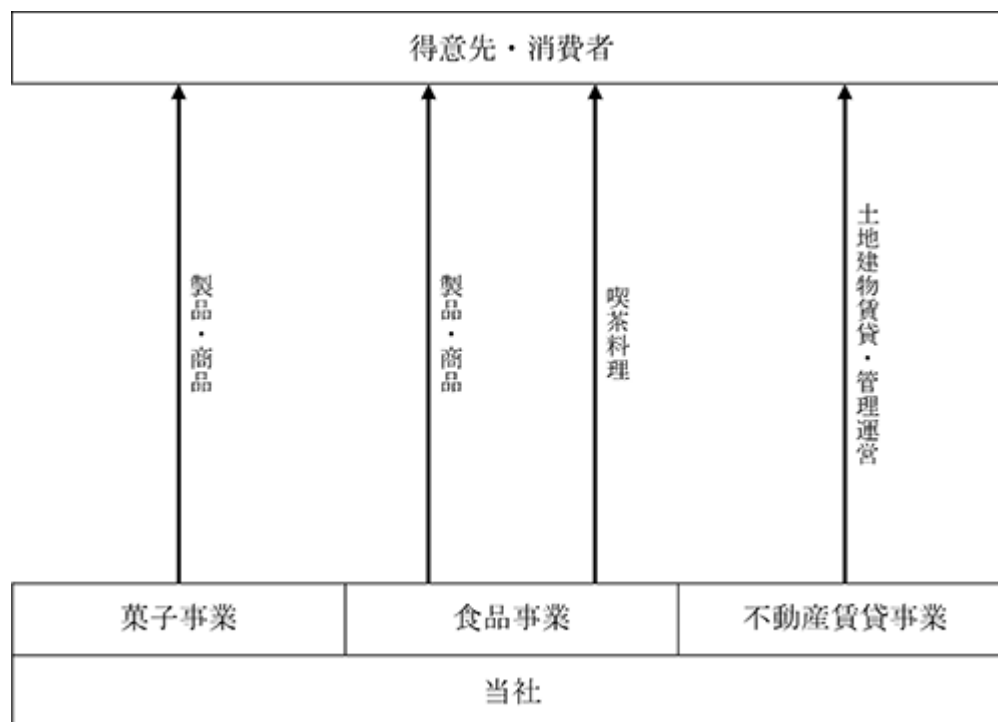 得意先・消費者
製品・商品
製品・商品
喫茶料理
土地建物賃貸・管理運営
菓子事業
食品事業
不動産賃貸事業
当社